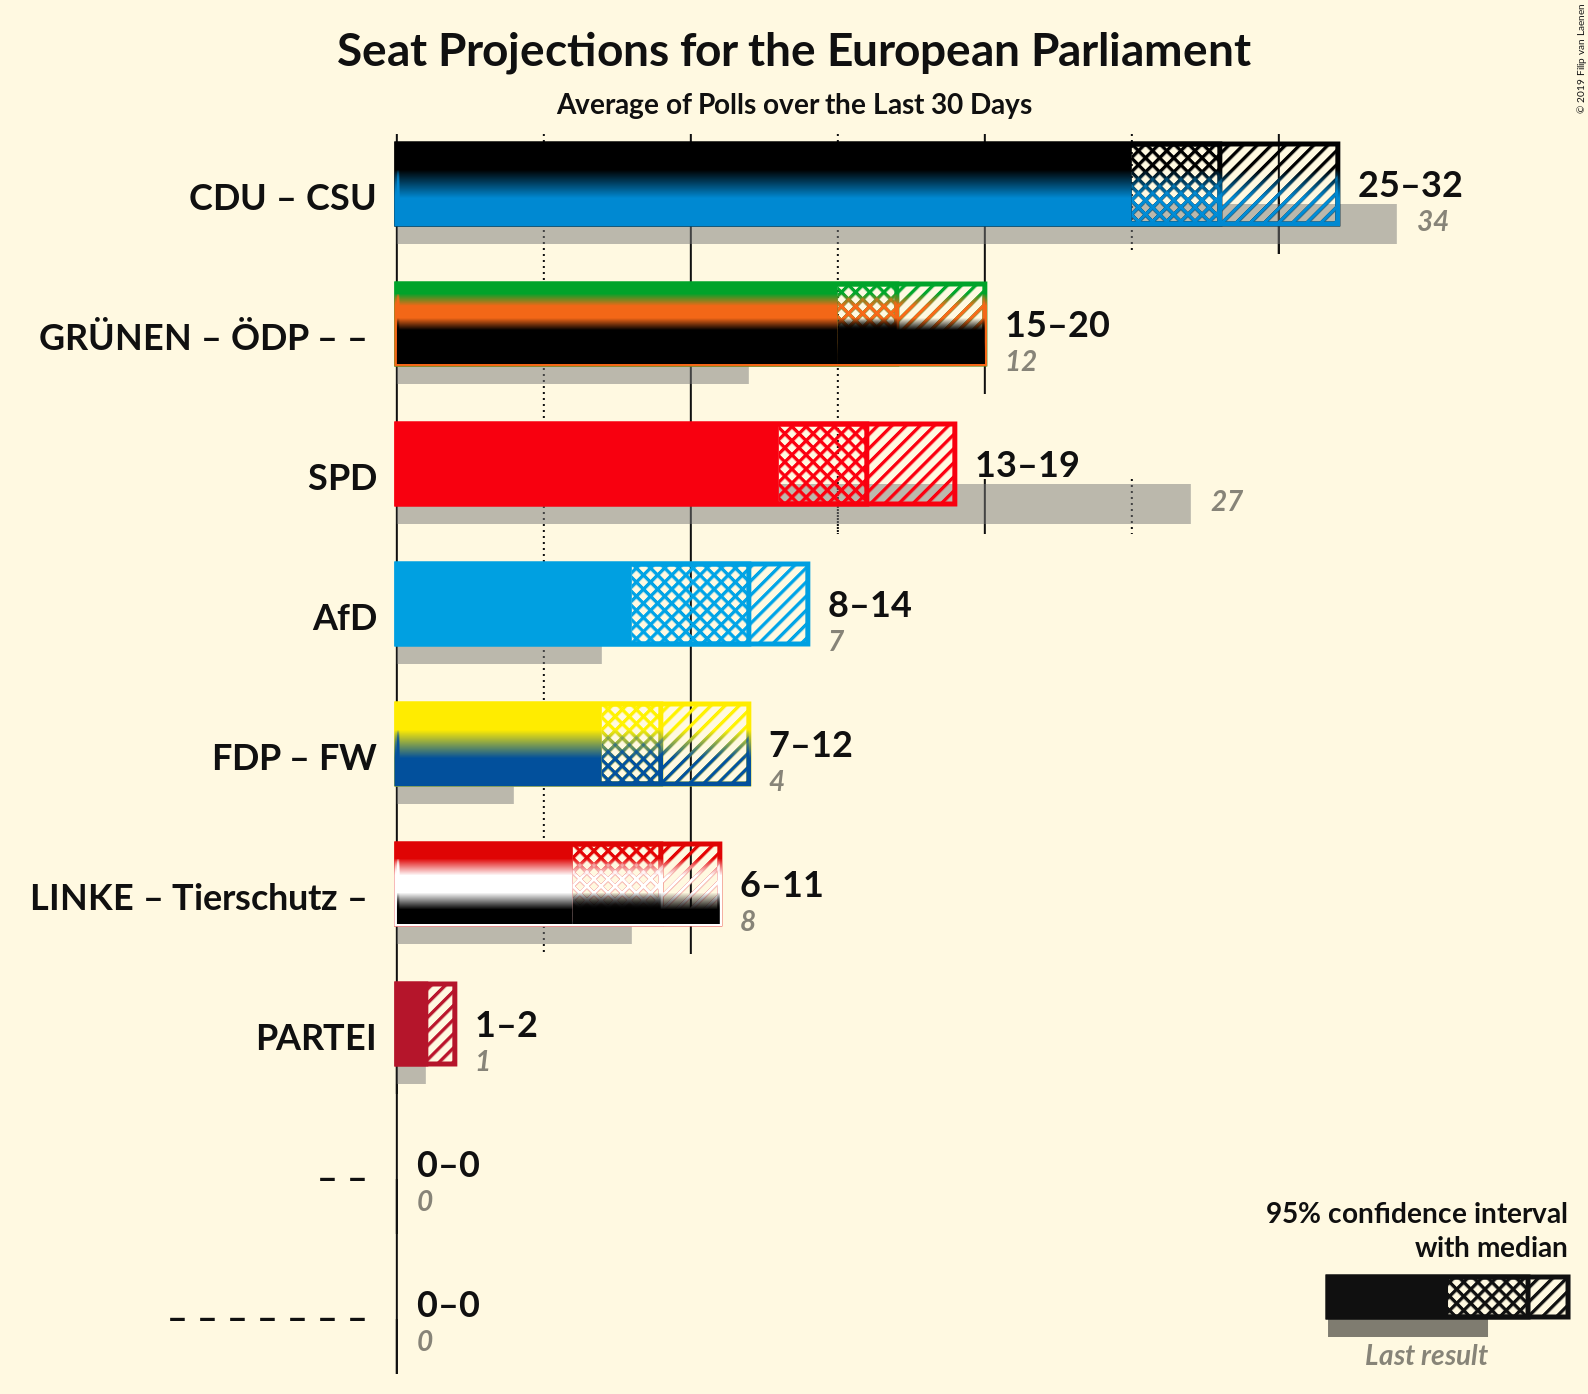 Seat Projections for the European Parliament
Average of Polls over the Last 30 Days
© 2019 Filip van Laenen
CDU – CSU
25–32
34
GRÜNEN – ÖDP – –
15–20
12
SPD
13–19
27
AfD
8–14
7
FDP – FW
7–12
4
LINKE – Tierschutz –
6–11
8
PARTEI
1–2
1
– –
0–0
0
– – – – – – –
0–0
0
95% confidence interval
with median
Last result